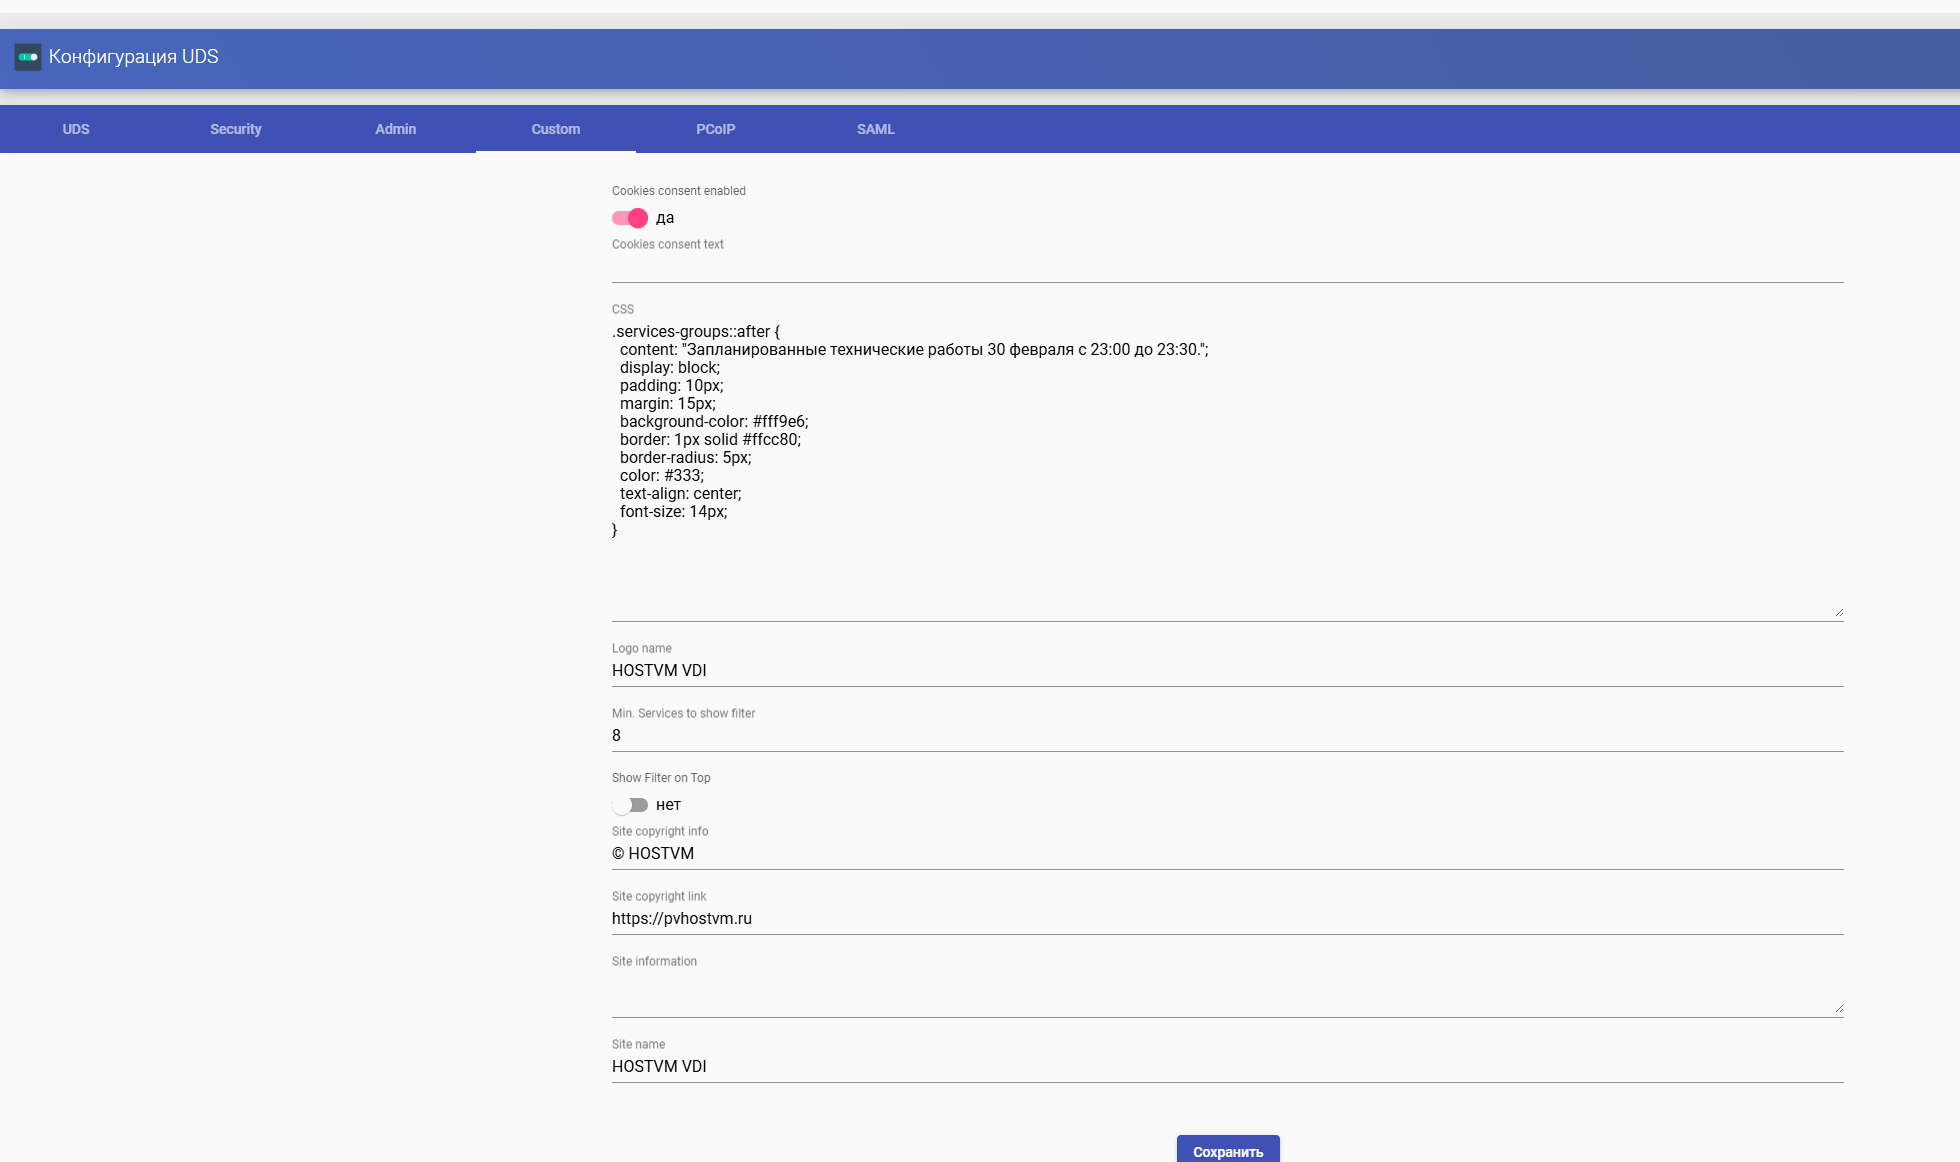 Конфигурация UDS
UDS Security Admin Custom PCoIP SAML
Cookies consent enabled
да
Cookies consent text
CSS
.services-groups::after {
  content: "Запланированные технические работы 30 февраля с 23:00 до 23:30.";
  display: block;
  padding: 10px;
  margin: 15px;
  background-color: #fff9e6;
  border: 1px solid #ffcc80;
  border-radius: 5px;
  color: #333;
  text-align: center;
  font-size: 14px;
}
Logo name
HOSTVM VDI
Min. Services to show filter
8
Show Filter on Top
нет
Site copyright info
© HOSTVM
Site copyright link
https://pvhostvm.ru
Site information
Site name
HOSTVM VDI
Сохранить